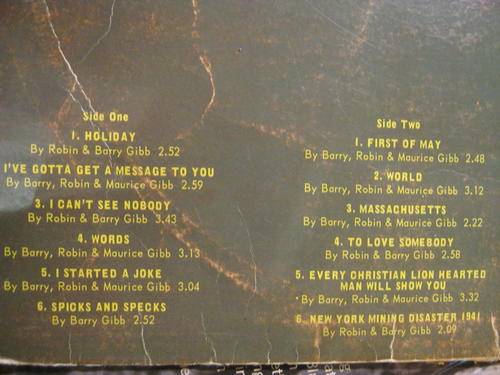 Side One
1. HOLIDAY
By Robin & Barry Gibb 2.52
I'VE GOTTA GET A MESSAGE TO YOU
By Barry, Robin & Maurice Gibb 2.59
3. I CAN'T SEE NOBODY
By Robin & Barry Gibb 3.43
4. WORDS
By Barry, Robin & Maurice Gibb 3.13
5. I STARTED A JOKE
By Barry, Robin & Maurice Gibb 3.04
6. SPICKS AND SPECKS
By Barry Gibb 2.52
Side Two
1. FIRST OF MAY
By Barry, Robin & Maurice Gibb 2.48
2. WORLD
By Barry, Robin & Maurice Gibb 3.12
3. MASSACHUSETTS
By Barry, Robin & Maurice Gibb 2.22
4. TO LOVE SOMEBODY
By Robin & Barry Gibb 2.58
5. EVERY CHRISTIAN LION HEARTED
MAN WILL SHOW YOU
By Barry, Robin & Maurice Gibb 3.32
6. NEW YORK MINING DISASTER 1941
By Robin & Barry Gibb 2.09